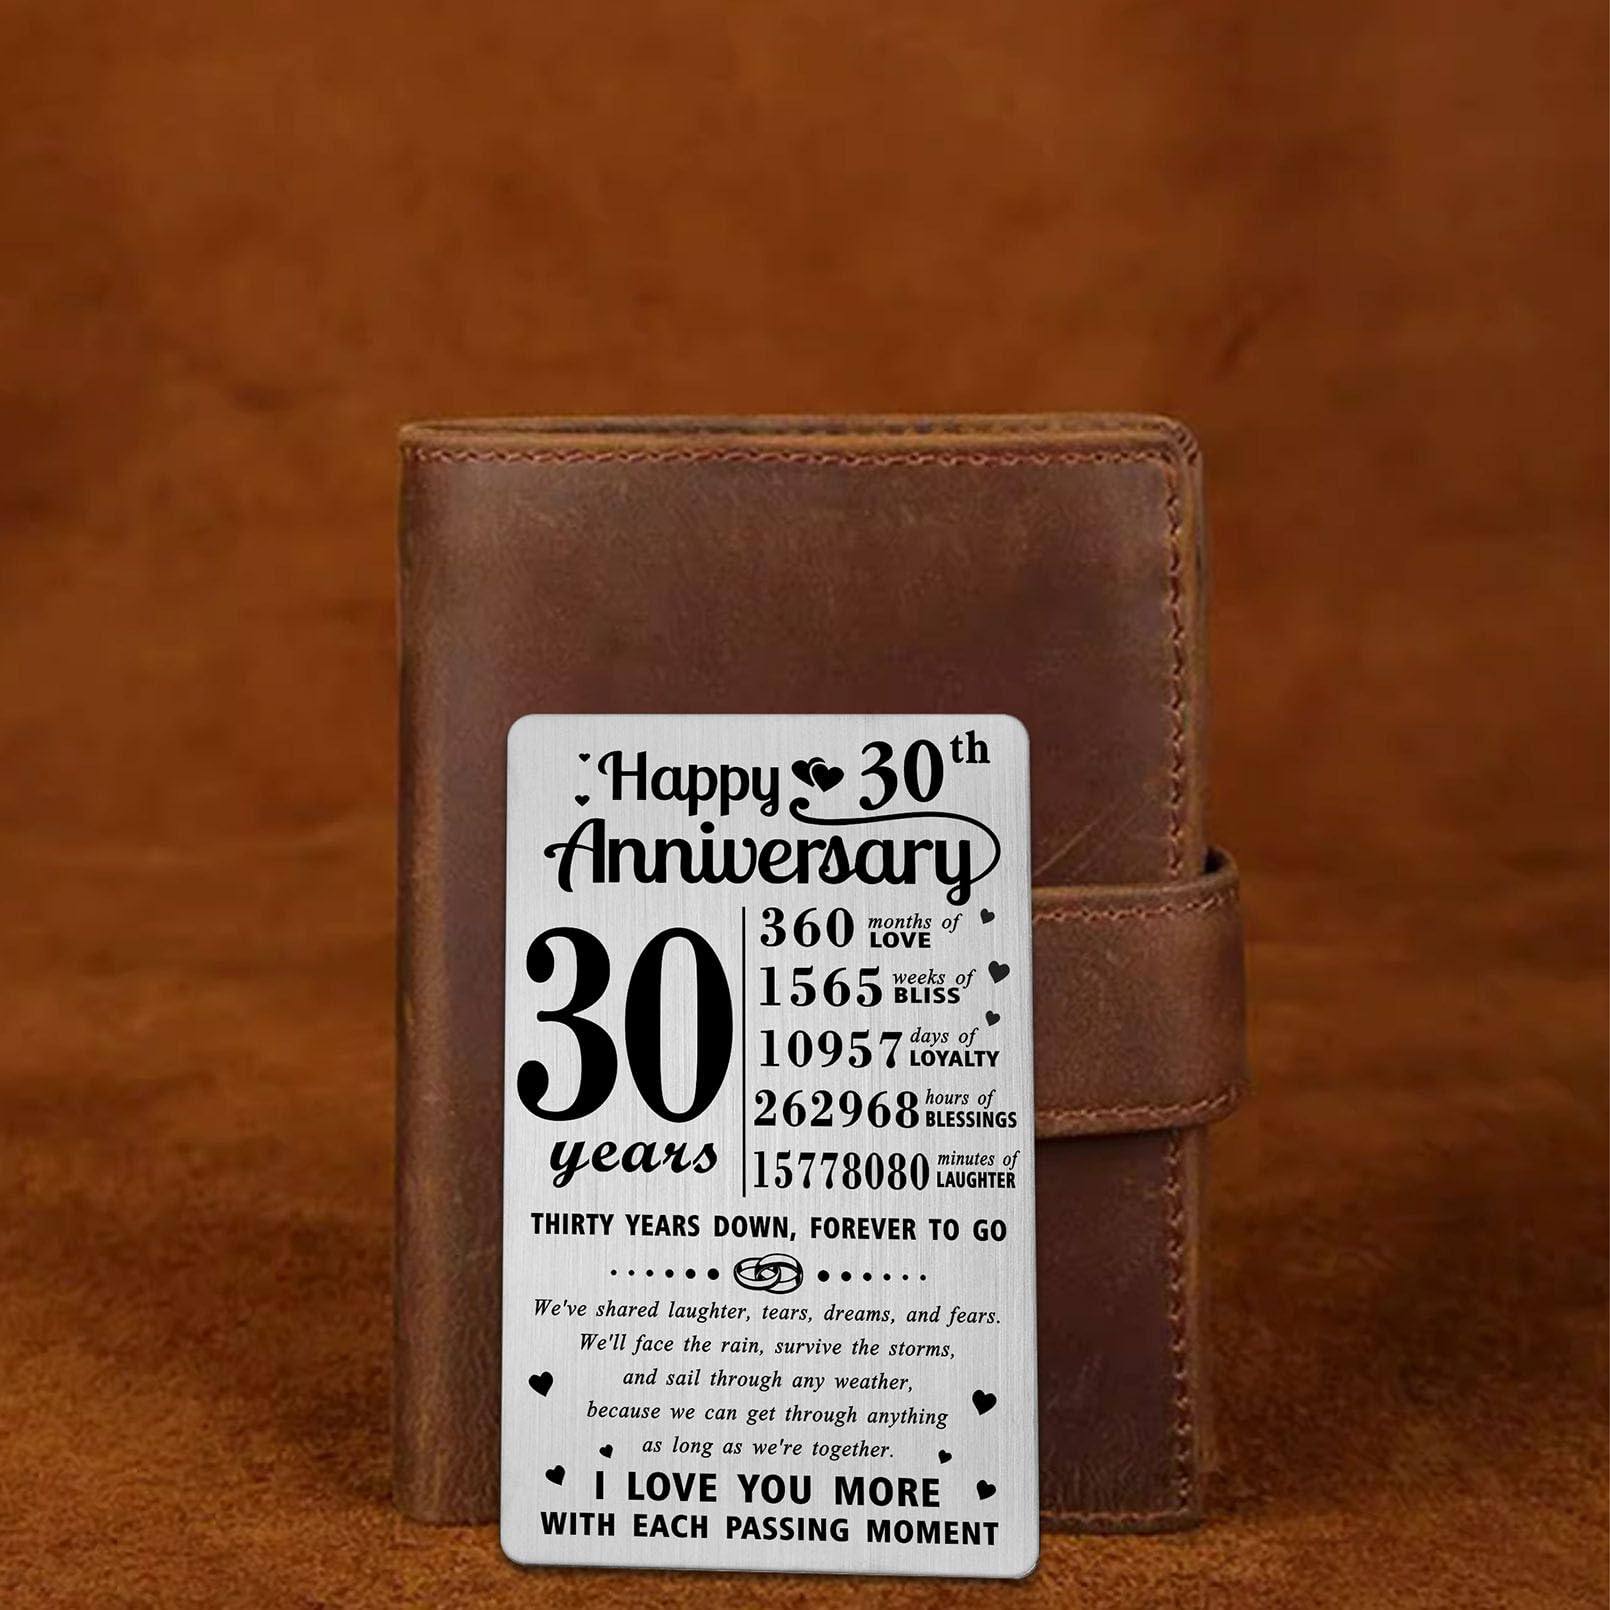 Happy 30th
Anniversary
30
years
360 months of LOVE
1565 weeks of BLISS
10957 days of LOYALTY
262968 hours of BLESSINGS
15778080 minutes of LAUGHTER
THIRTY YEARS DOWN, FOREVER TO GO
We've shared laughter, tears, dreams, and fears.
We'll face the rain, survive the storms,
and sail through any weather,
because we can get through anything
as long as we're together.
I LOVE YOU MORE
WITH EACH PASSING MOMENT